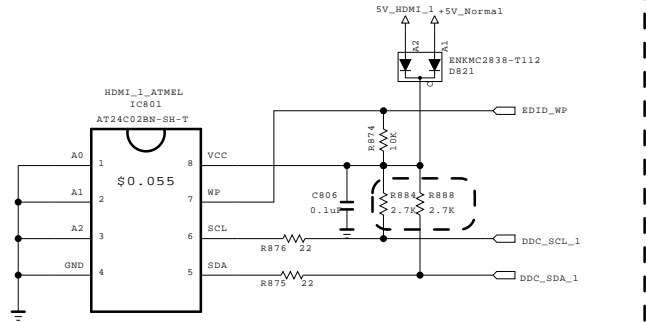 5V_HDMI_1
+5V_Normal
A2
A1
ENKMC2838-T112
D821
C
HDMI_1_ATMEL
IC801
AT24C02BN-SH-T
EDID_WP
R874
10K
A0
1
8
VCC
$0.055
A1
2
7
WP
C806
0.1uF
R884
2.7K
R888
2.7K
A2
3
6
SCL
R876
22
DDC_SCL_1
GND
4
5
SDA
R875
22
DDC_SDA_1